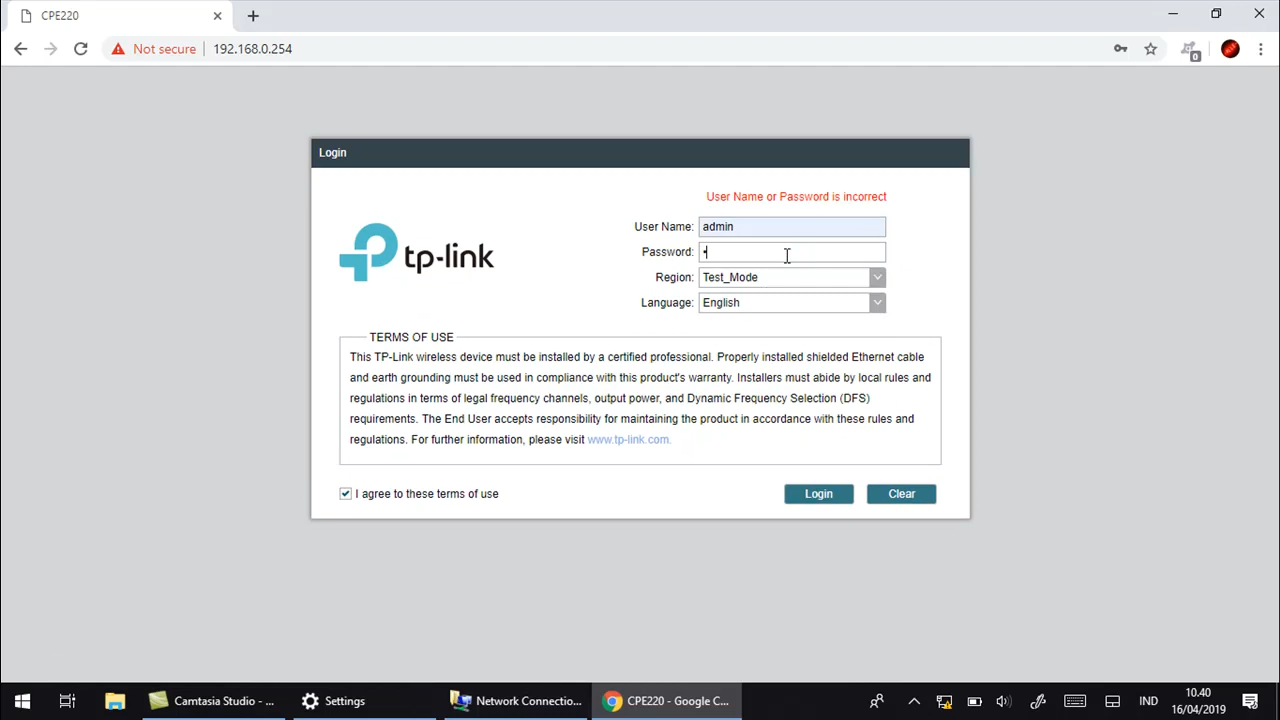 CPE220
Not secure 192.168.0.254
0
Login
User Name or Password is incorrect
tp-link
User Name: admin
Password: •
Region: Test_Mode
Language: English
TERMS OF USE
This TP-Link wireless device must be installed by a certified professional. Properly installed shielded Ethernet cable
and earth grounding must be used in compliance with this product's warranty. Installers must abide by local rules and
regulations in terms of legal frequency channels, output power, and Dynamic Frequency Selection (DFS)
requirements. The End User accepts responsibility for maintaining the product in accordance with these rules and
regulations. For further information, please visit www.tp-link.com.
I agree to these terms of use
Login Clear
Camtasia Studio - ... Settings Network Connectio... CPE220 - Google C... IND 10.40
16/04/2019